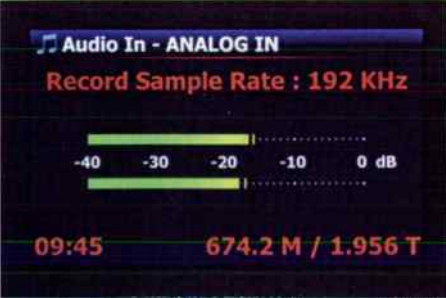 Audio In - ANALOG IN
Record Sample Rate : 192 KHz
-40 -30 -20 -10 0 dB
09:45 674.2 M / 1.956 T